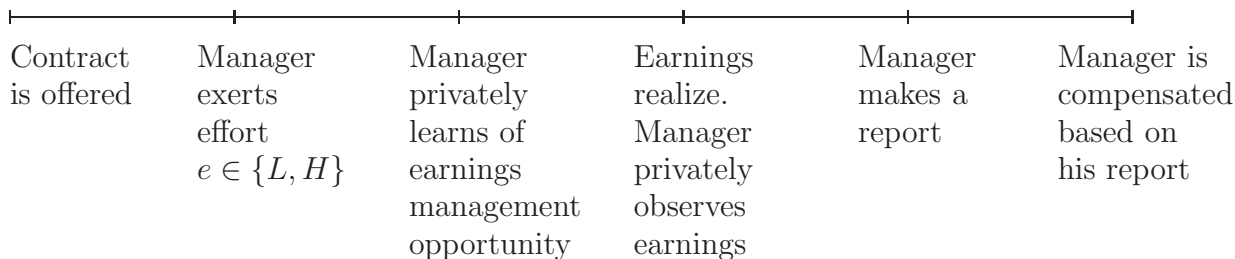 Contract
is offered
Manager
exerts
effort
e ∈ {L, H}
Manager
privately
learns of
earnings
management
opportunity
Earnings
realize.
Manager
privately
observes
earnings
Manager
makes a
report
Manager is
compensated
based on
his report